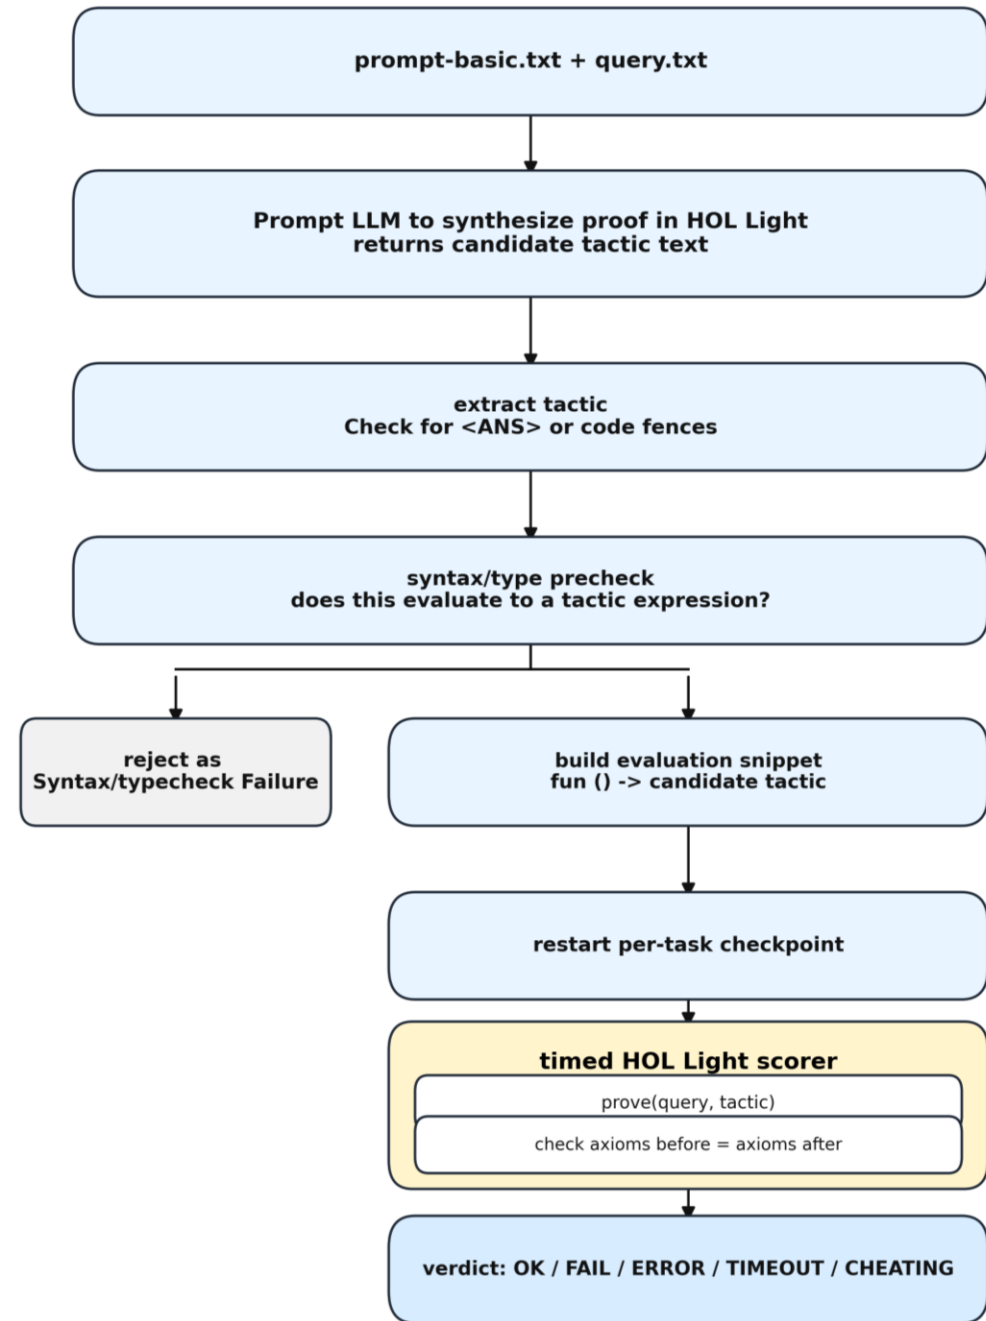 prompt-basic.txt + query.txt
Prompt LLM to synthesize proof in HOL Light
returns candidate tactic text
extract tactic
Check for <ANS> or code fences
syntax/type precheck
does this evaluate to a tactic expression?
reject as
Syntax/typecheck Failure
build evaluation snippet
fun () -> candidate tactic
restart per-task checkpoint
timed HOL Light scorer
prove(query, tactic)
check axioms before = axioms after
verdict: OK / FAIL / ERROR / TIMEOUT / CHEATING